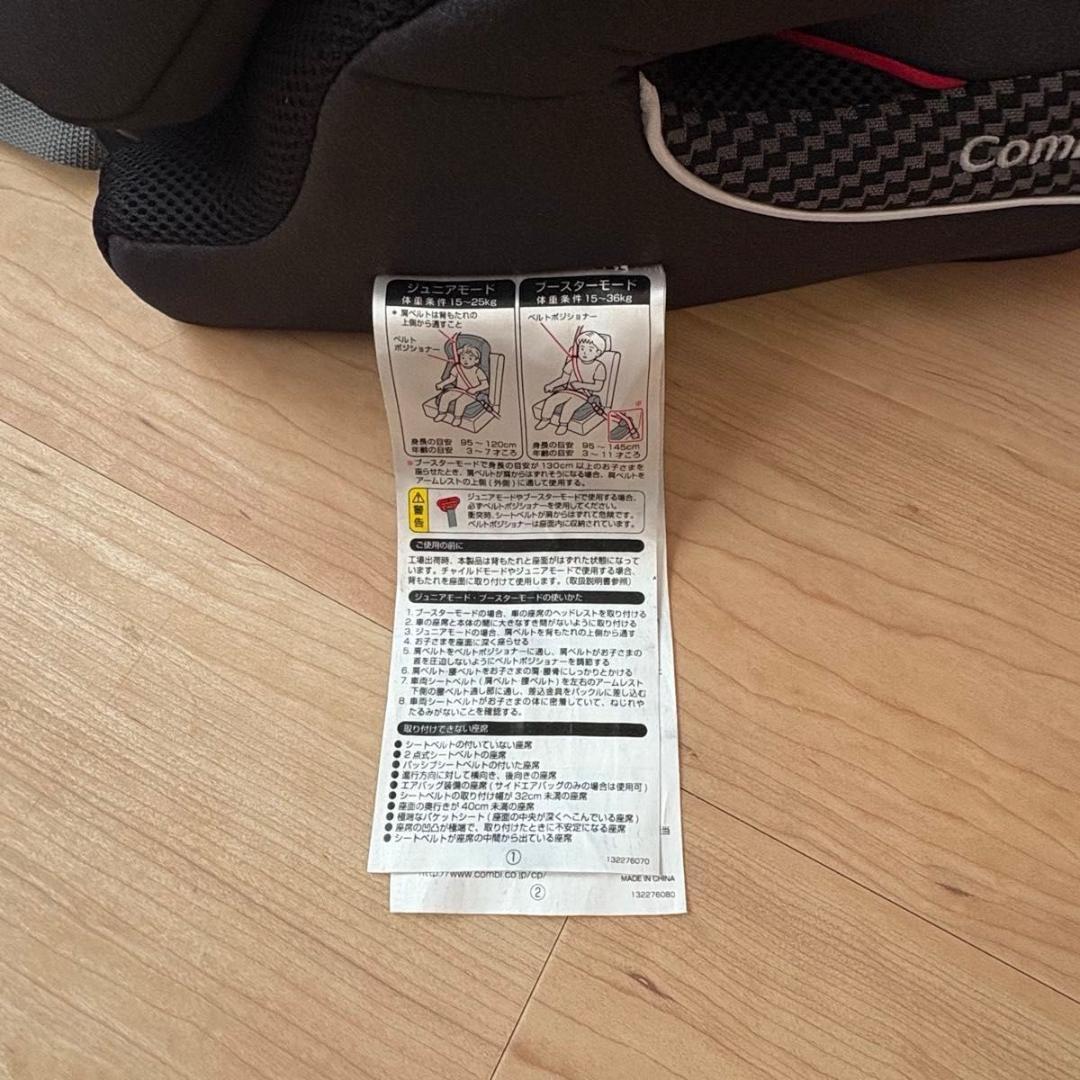 Com
ジュニアモード
体重条件 15～25kg
* 肩ベルトは背もたれの
上側から通すこと
ベルト
ポジショナー
身長の目安 95～120cm
年齢の目安 3～7才ころ
ブースターモード
体重条件 15～36kg
ベルトポジショナー
※
身長の目安 95～145cm
年齢の目安 3～11才ころ
※ブースターモードで身長の目安が130cm以上のお子さまを
座らせたとき、肩ベルトが肩からはずれそうになる場合、肩ベルトを
アームレストの上側(外側)に通して使用する。
警告
ジュニアモードやブースターモードで使用する場合、
必ずベルトポジショナーを使用してください。
衝突時、シートベルトが肩からはずれて危険です。
ベルトポジショナーは座面内に収納されています。
ご使用の前に
工場出荷時、本製品は背もたれと座面がはずれた状態になって
います。チャイルドモードやジュニアモードで使用する場合、
背もたれを座面に取り付けて使用します。(取扱説明書参照)
ジュニアモード・ブースターモードの使いかた
1. ブースターモードの場合、車の座席のヘッドレストを取り付ける
2. 車の座席と本体の間に大きなすき間がないように取り付ける
3. ジュニアモードの場合、肩ベルトを背もたれの上側から通す
4. お子さまを座面に深く座らせる
5. 肩ベルトをベルトポジショナーに通し、肩ベルトがお子さまの
首を圧迫しないようにベルトポジショナーを調節する
6. 肩ベルト・腰ベルトをお子さまの肩・腰骨にしっかりとかける
7. 車両シートベルト(肩ベルト・腰ベルト)を左右のアームレスト
下側の腰ベルト通し部に通し、差込金具をバックルに差し込む
8. 車両シートベルトがお子さまの体に密着していて、ねじれや
たるみがないことを確認する。
取り付けできない座席
● シートベルトの付いていない座席
● 2点式シートベルトの座席
● パッシブシートベルトの付いた座席
● 進行方向に対して横向き、後向きの座席
● エアバッグ装備の座席(サイドエアバッグのみの場合は使用可)
● シートベルトの取り付け幅が32cm未満の座席
● 座面の奥行きが40cm未満の座席
● 極端なバケットシート(座面の中央が深くへこんでいる座席)
● 座席の凹凸が極端で、取り付けたときに不安定になる座席
● シートベルトが座席の中間から出ている座席
① 132276070
当
http://www.combi.co.jp/cp/ MADE IN CHINA
② 132276080